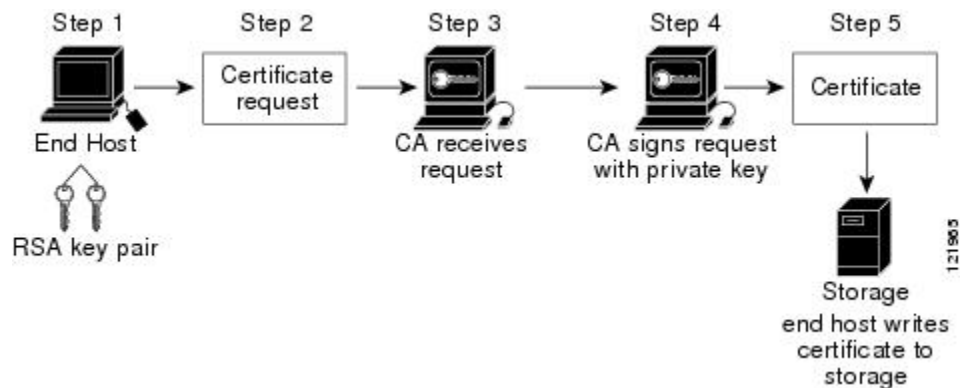 Step 1
Step 2
Step 3
Step 4
Step 5
Certificate
request
Certificate
End Host
CA receives
request
CA signs request
with private key
RSA key pair
Storage
end host writes
certificate to
storage
121965